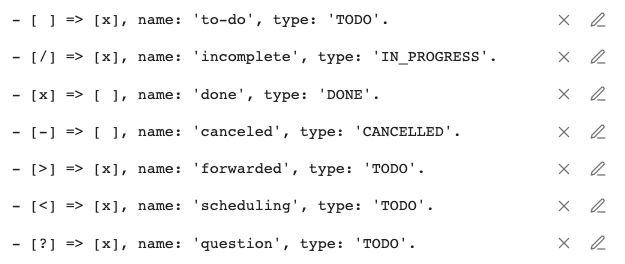 - [ ] => [x], name: 'to-do', type: 'TODO'.
- [/] => [x], name: 'incomplete', type: 'IN_PROGRESS'.
- [x] => [ ], name: 'done', type: 'DONE'.
- [-] => [ ], name: 'canceled', type: 'CANCELLED'.
- [>] => [x], name: 'forwarded', type: 'TODO'.
- [<] => [x], name: 'scheduling', type: 'TODO'.
- [?] => [x], name: 'question', type: 'TODO'.